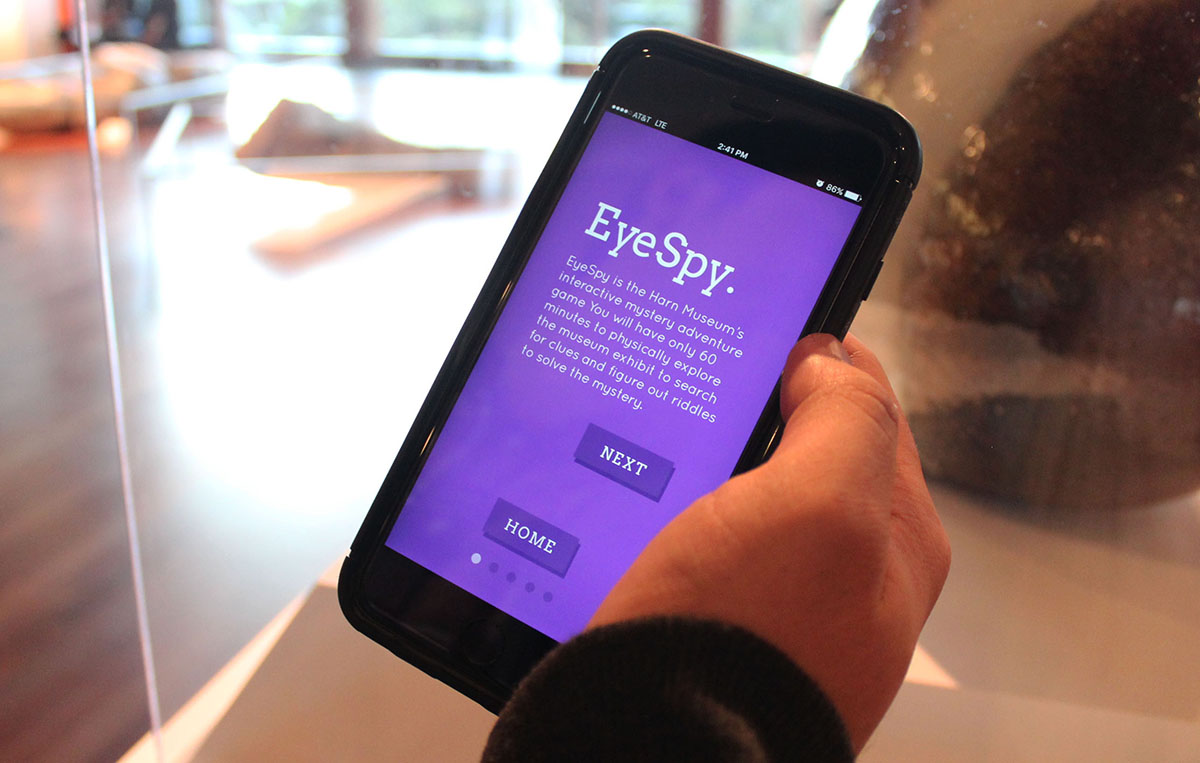 AT&T LTE
2:41 PM
86%
EyeSpy.
EyeSpy is the Harn Museum's
interactive mystery adventure
game. You will have only 60
minutes to physically explore
the museum exhibit to search
for clues and figure out riddles
to solve the mystery.
NEXT
HOME